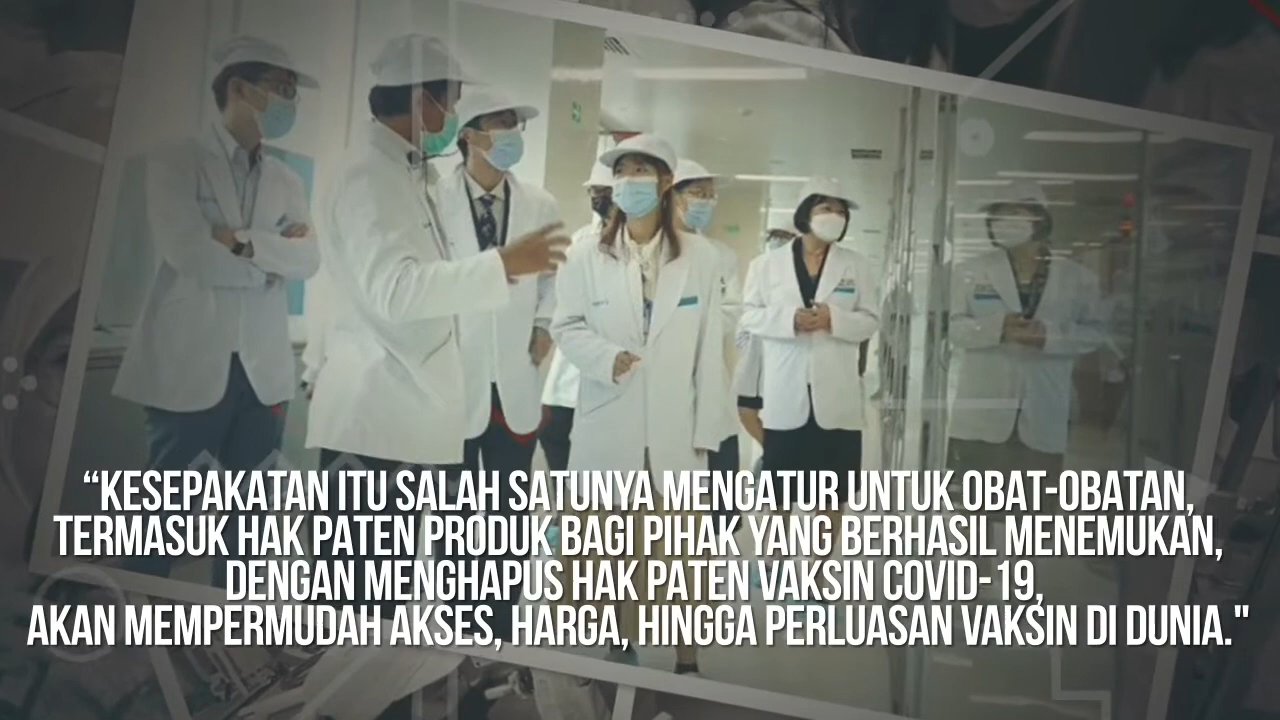 “KESEPAKATAN ITU SALAH SATUNYA MENGATUR UNTUK OBAT-OBATAN,
TERMASUK HAK PATEN PRODUK BAGI PIHAK YANG BERHASIL MENEMUKAN,
DENGAN MENGHAPUS HAK PATEN VAKSIN COVID-19,
AKAN MEMPERMUDAH AKSES, HARGA, HINGGA PERLUASAN VAKSIN DI DUNIA."